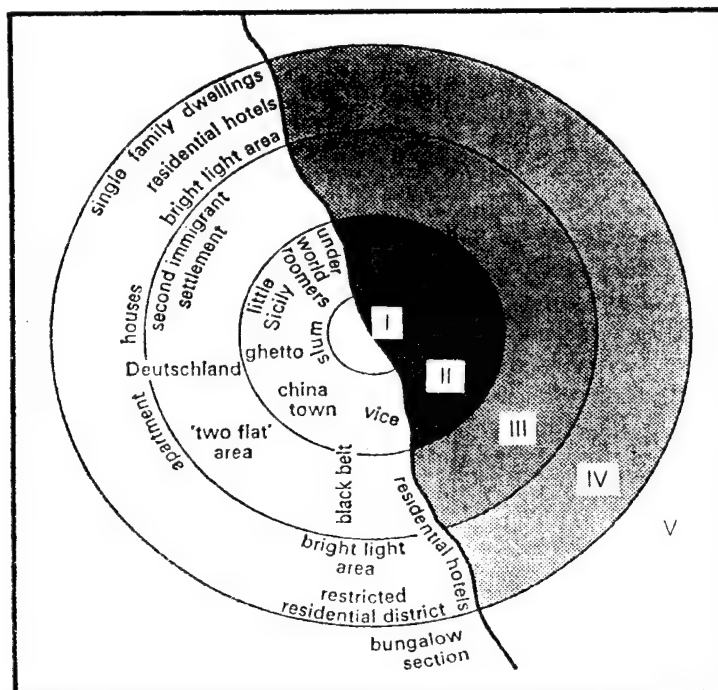 single family dwellings
residential hotels
bright light area
second immigrant
settlement
under
world
roomers
little
Sicily
slum
ghetto
china
town
vice
houses
Deutschland
apartment
'two flat'
area
black belt
bright light
area
residential hotels
restricted
residential district
bungalow
section
I
II
III
IV
V